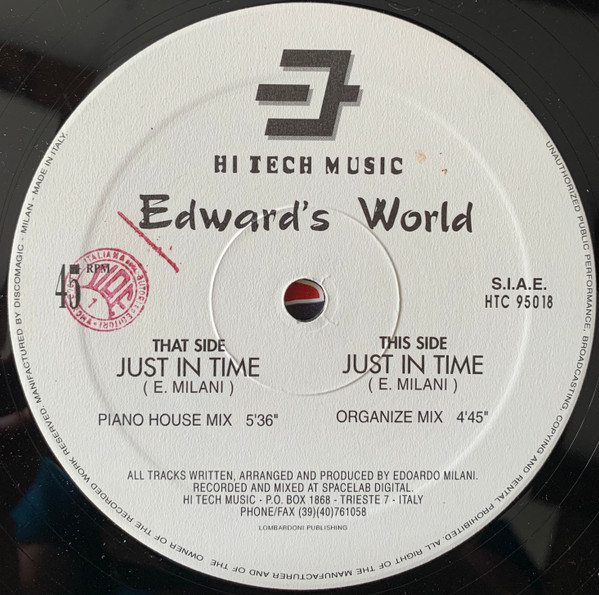 HI TECH MUSIC
Edward's World
45 RPM
S.I.A.E.
HTC 95018
THAT SIDE
JUST IN TIME
( E. MILANI )
PIANO HOUSE MIX 5'36"
THIS SIDE
JUST IN TIME
( E. MILANI )
ORGANIZE MIX 4'45"
ALL TRACKS WRITTEN, ARRANGED AND PRODUCED BY EDOARDO MILANI.
RECORDED AND MIXED AT SPACELAB DIGITAL.
HI TECH MUSIC - P.O. BOX 1868 - TRIESTE 7 - ITALY
PHONE/FAX (39)(40)761058
LOMBARDONI PUBLISHING
UNAUTHORIZED PUBLIC PERFORMANCE, BROADCASTING, COPYING AND RENTAL PROHIBITED. ALL RIGHT OF THE MANUFACTURER AND OF THE OWNER OF THE RECORDED WORK RESERVED. MANUFACTURED BY DISCOMAGIC - MILAN - MADE IN ITALY.
ITALIANA
EDITORI